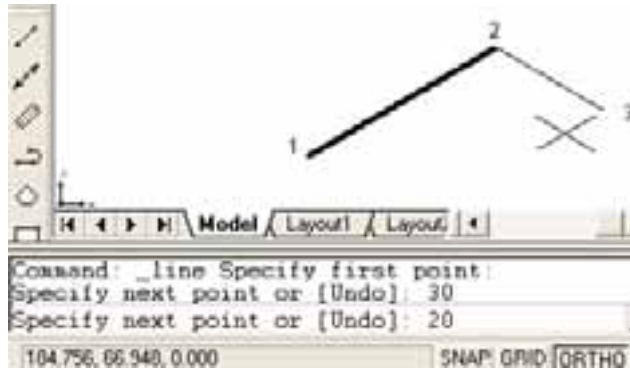 2
3
1
Model Layout1 Layout
Command: _line Specify first point:
Specify next point or [Undo]: 30
Specify next point or [Undo]: 20
104.756, 66.948, 0.000 SNAP GRID ORTHO